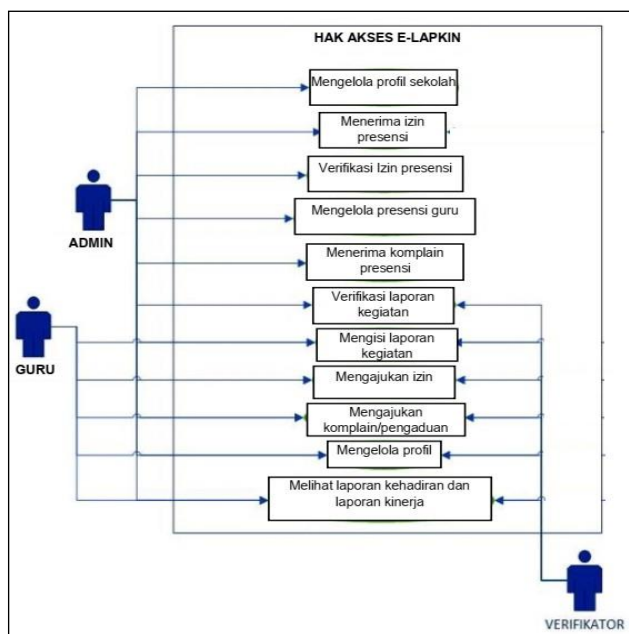 HAK AKSES E-LAPKIN
Mengelola profil sekolah
Menerima izin
presensi
Verifikasi Izin presensi
Mengelola presensi guru
ADMIN
Menerima komplain
presensi
Verifikasi laporan
kegiatan
Mengisi laporan
kegiatan
GURU
Mengajukan izin
Mengajukan
komplain/pengaduan
Mengelola profil
Melihat laporan kehadiran dan
laporan kinerja
VERIFIKATOR